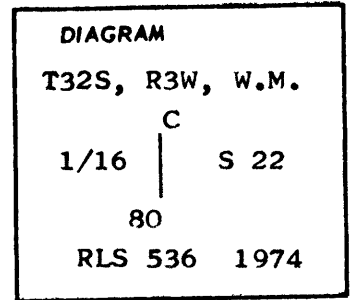 DIAGRAM
T32S, R3W, W.M.
C
1/16 S 22
80
RLS 536 1974